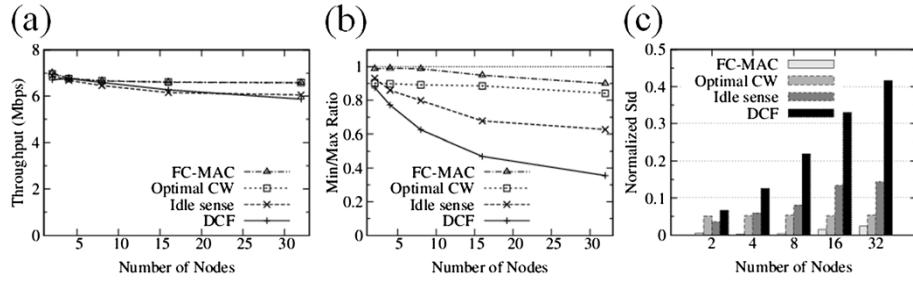 (a)
Throughput (Mbps)
8
6
4
2
0
FC-MAC
Optimal CW
Idle sense
DCF
5 10 15 20 25 30
Number of Nodes
(b)
Min/Max Ratio
1
0.8
0.6
0.4
0.2
0
FC-MAC
Optimal CW
Idle sense
DCF
5 10 15 20 25 30
Number of Nodes
(c)
Normalized Std
0.5
0.4
0.3
0.2
0.1
0
FC-MAC
Optimal CW
Idle sense
DCF
2 4 8 16 32
Number of Nodes